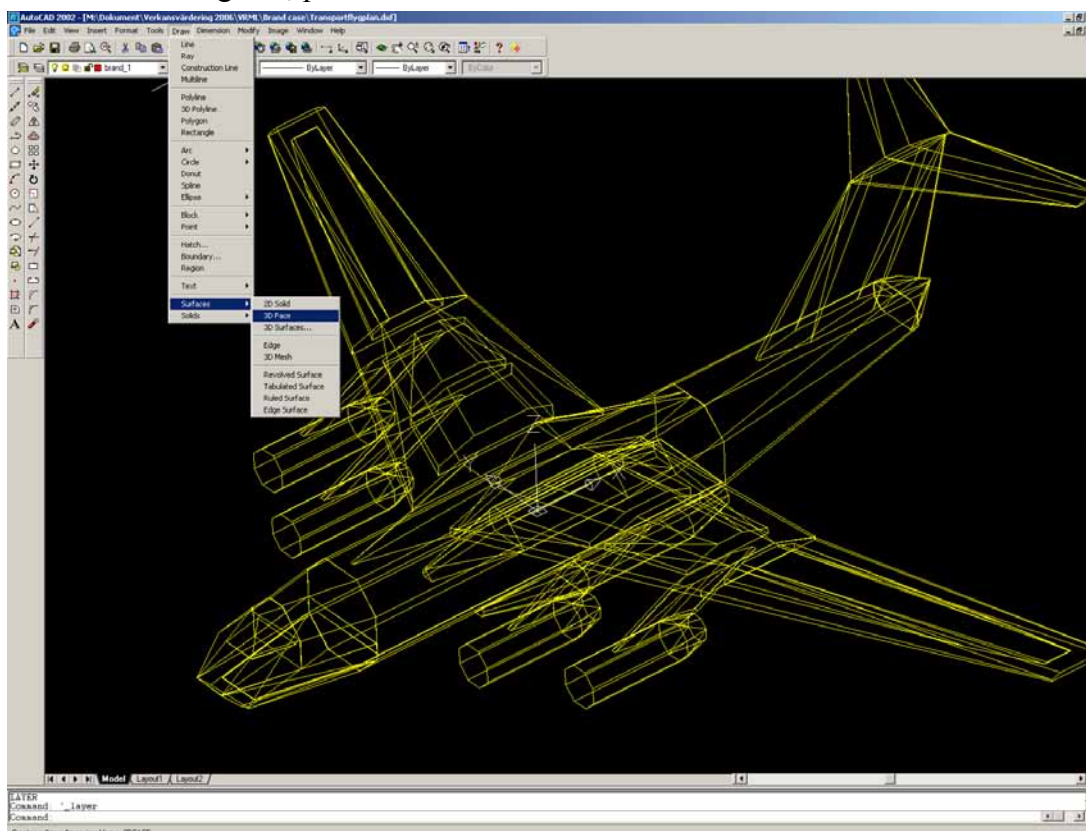 AutoCAD 2002 - [M:\Dokument\Verkansvärdering 2006\VRML\Brand case\Transportflygplan.dxf]
File Edit View Insert Format Tools Draw Dimension Modify Image Window Help
brand_1
ByLayer
ByLayer
ByColor
Line
Ray
Construction Line
Multiline
Polyline
3D Polyline
Polygon
Rectangle
Arc
Circle
Donut
Spline
Ellipse
Block
Point
Hatch...
Boundary...
Region
Text
Surfaces
Solids
2D Solid
3D Face
3D Surfaces...
Edge
3D Mesh
Revolved Surface
Tabulated Surface
Ruled Surface
Edge Surface
Z
Y
X
Model Layout1 Layout2
LAYER
Command: '_layer
Command: